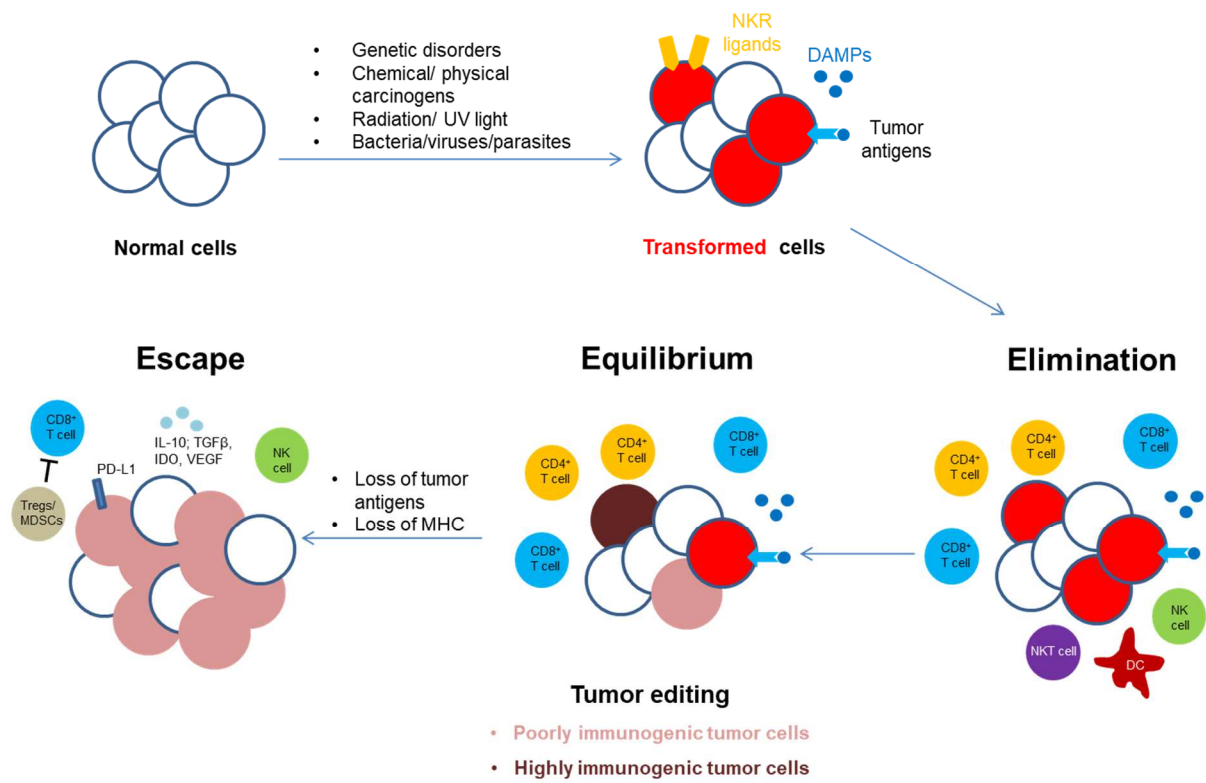 • Genetic disorders
• Chemical/ physical
carcinogens
• Radiation/ UV light
• Bacteria/viruses/parasites
NKR
ligands
DAMPs
Tumor
antigens
Normal cells
Transformed cells
Escape
Equilibrium
Elimination
CD8+
T cell
IL-10; TGFβ,
IDO, VEGF
NK
cell
PD-L1
Tregs/
MDSCs
• Loss of tumor
antigens
• Loss of MHC
CD4+
T cell
CD4+
T cell
CD8+
T cell
CD8+
T cell
CD4+
T cell
CD4+
T cell
CD8+
T cell
CD8+
T cell
NK
cell
NKT cell
DC
Tumor editing
• Poorly immunogenic tumor cells
• Highly immunogenic tumor cells